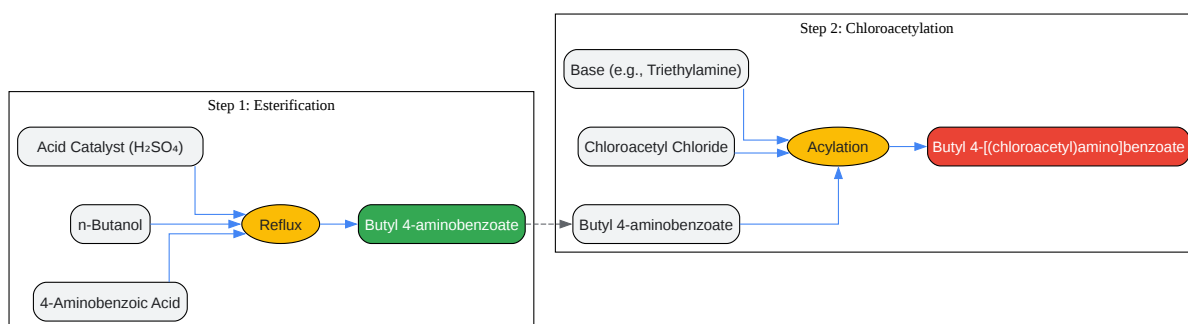 Step 1: Esterification
Acid Catalyst (H₂SO₄)
n-Butanol
4-Aminobenzoic Acid
Reflux
Butyl 4-aminobenzoate
Step 2: Chloroacetylation
Base (e.g., Triethylamine)
Chloroacetyl Chloride
Butyl 4-aminobenzoate
Acylation
Butyl 4-[(chloroacetyl)amino]benzoate